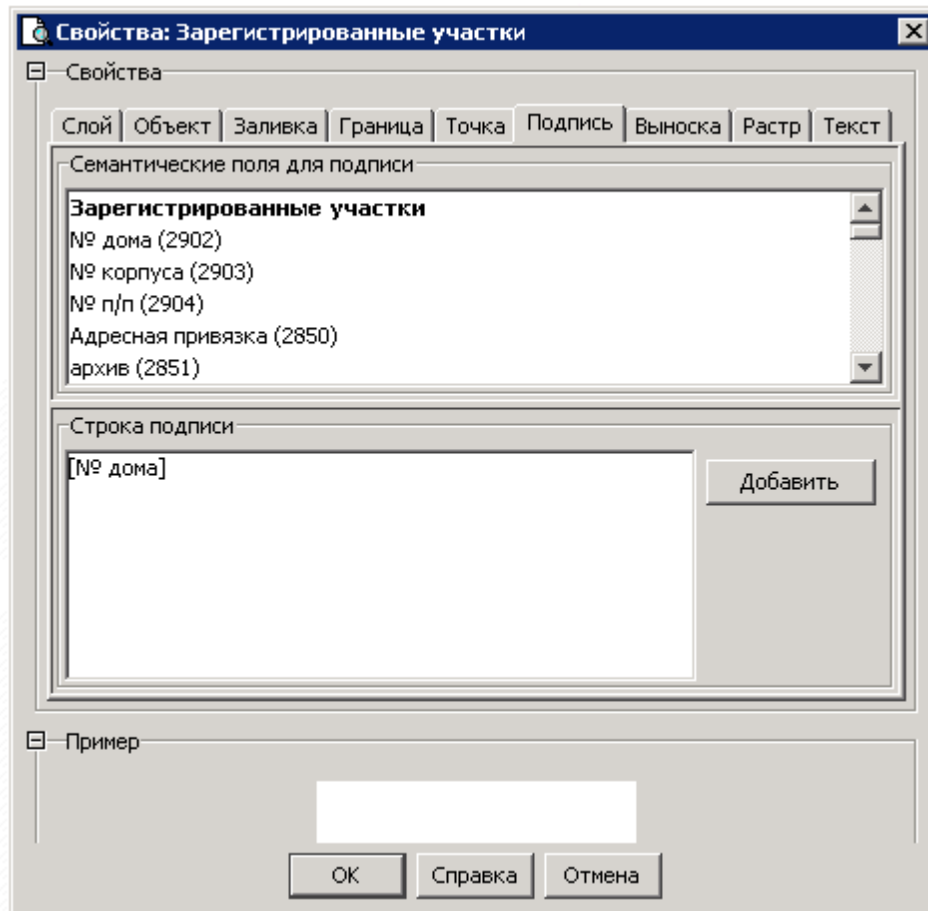 Свойства: Зарегистрированные участки
Свойства
Слой Объект Заливка Граница Точка Подпись Выноска Растр Текст
Семантические поля для подписи
Зарегистрированные участки
№ дома (2902)
№ корпуса (2903)
№ п/п (2904)
Адресная привязка (2850)
архив (2851)
Строка подписи
[№ дома]
Добавить
Пример
ОК Справка Отмена